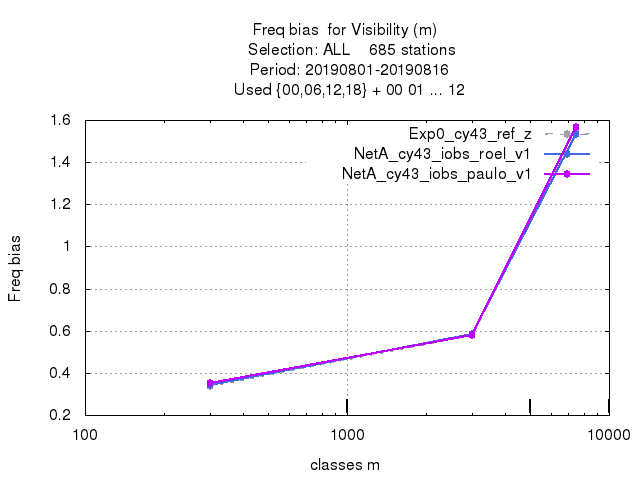 Freq bias  for Visibility (m)
Selection: ALL    685 stations
Period: 20190801-20190816
Used {00,06,12,18} + 00 01 ... 12
Exp0_cy43_ref_z
NetA_cy43_iobs_roel_v1
NetA_cy43_iobs_paulo_v1
1.6
1.4
1.2
1
0.8
0.6
0.4
0.2
Freq bias
100
1000
10000
classes m